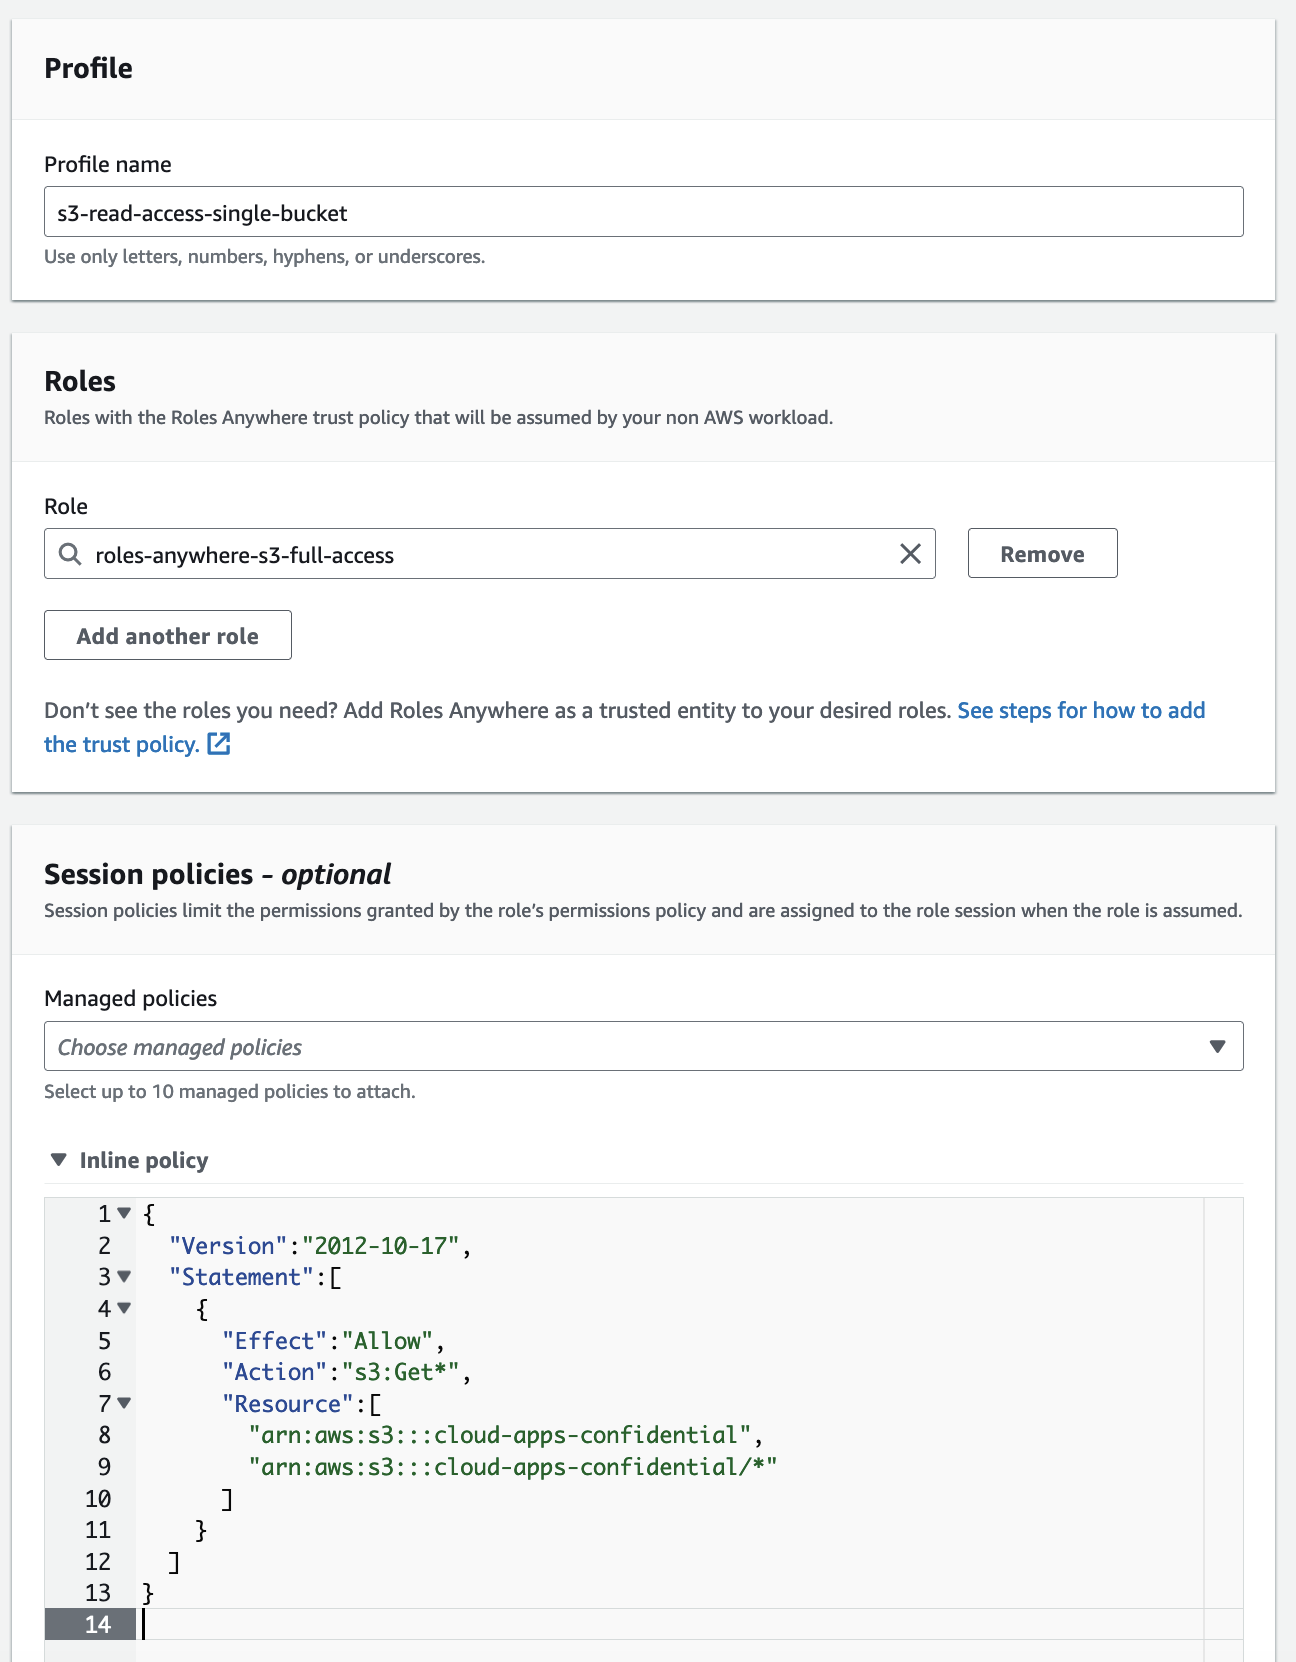 Profile
Profile name
s3-read-access-single-bucket
Use only letters, numbers, hyphens, or underscores.
Roles
Roles with the Roles Anywhere trust policy that will be assumed by your non AWS workload.
Role
roles-anywhere-s3-full-access
Remove
Add another role
Don’t see the roles you need? Add Roles Anywhere as a trusted entity to your desired roles. See steps for how to add
the trust policy.
Session policies – optional
Session policies limit the permissions granted by the role’s permissions policy and are assigned to the role session when the role is assumed.
Managed policies
Choose managed policies
Select up to 10 managed policies to attach.
Inline policy
1 {
2   "Version":"2012-10-17",
3   "Statement":[
4     {
5       "Effect":"Allow",
6       "Action":"s3:Get*",
7       "Resource":[
8         "arn:aws:s3:::cloud-apps-confidential",
9         "arn:aws:s3:::cloud-apps-confidential/*"
10       ]
11     }
12   ]
13 }
14